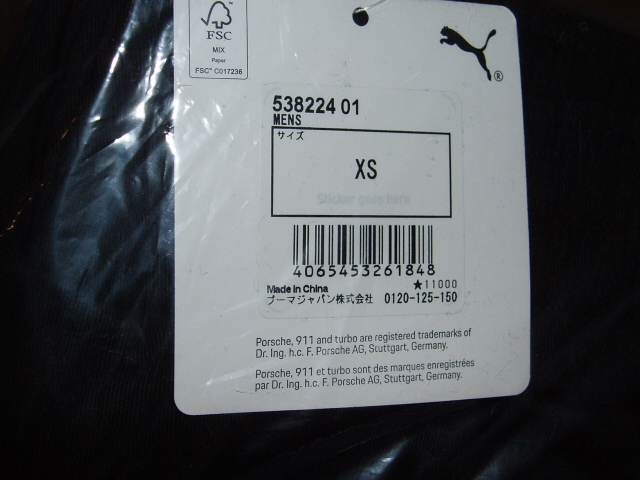 FSC
MIX
Paper
FSC™ C017236
®
538224 01
MENS
サイズ
XS
Sticker goes here
4065453261848
★11000
Made in China
プーマジャパン株式会社 0120-125-150
Porsche, 911 and turbo are registered trademarks of
Dr. Ing. h.c. F. Porsche AG, Stuttgart, Germany.
Porsche, 911 et turbo sont des marques enregistrées
par Dr. Ing. h.c. F. Porsche AG, Stuttgart, Germany.